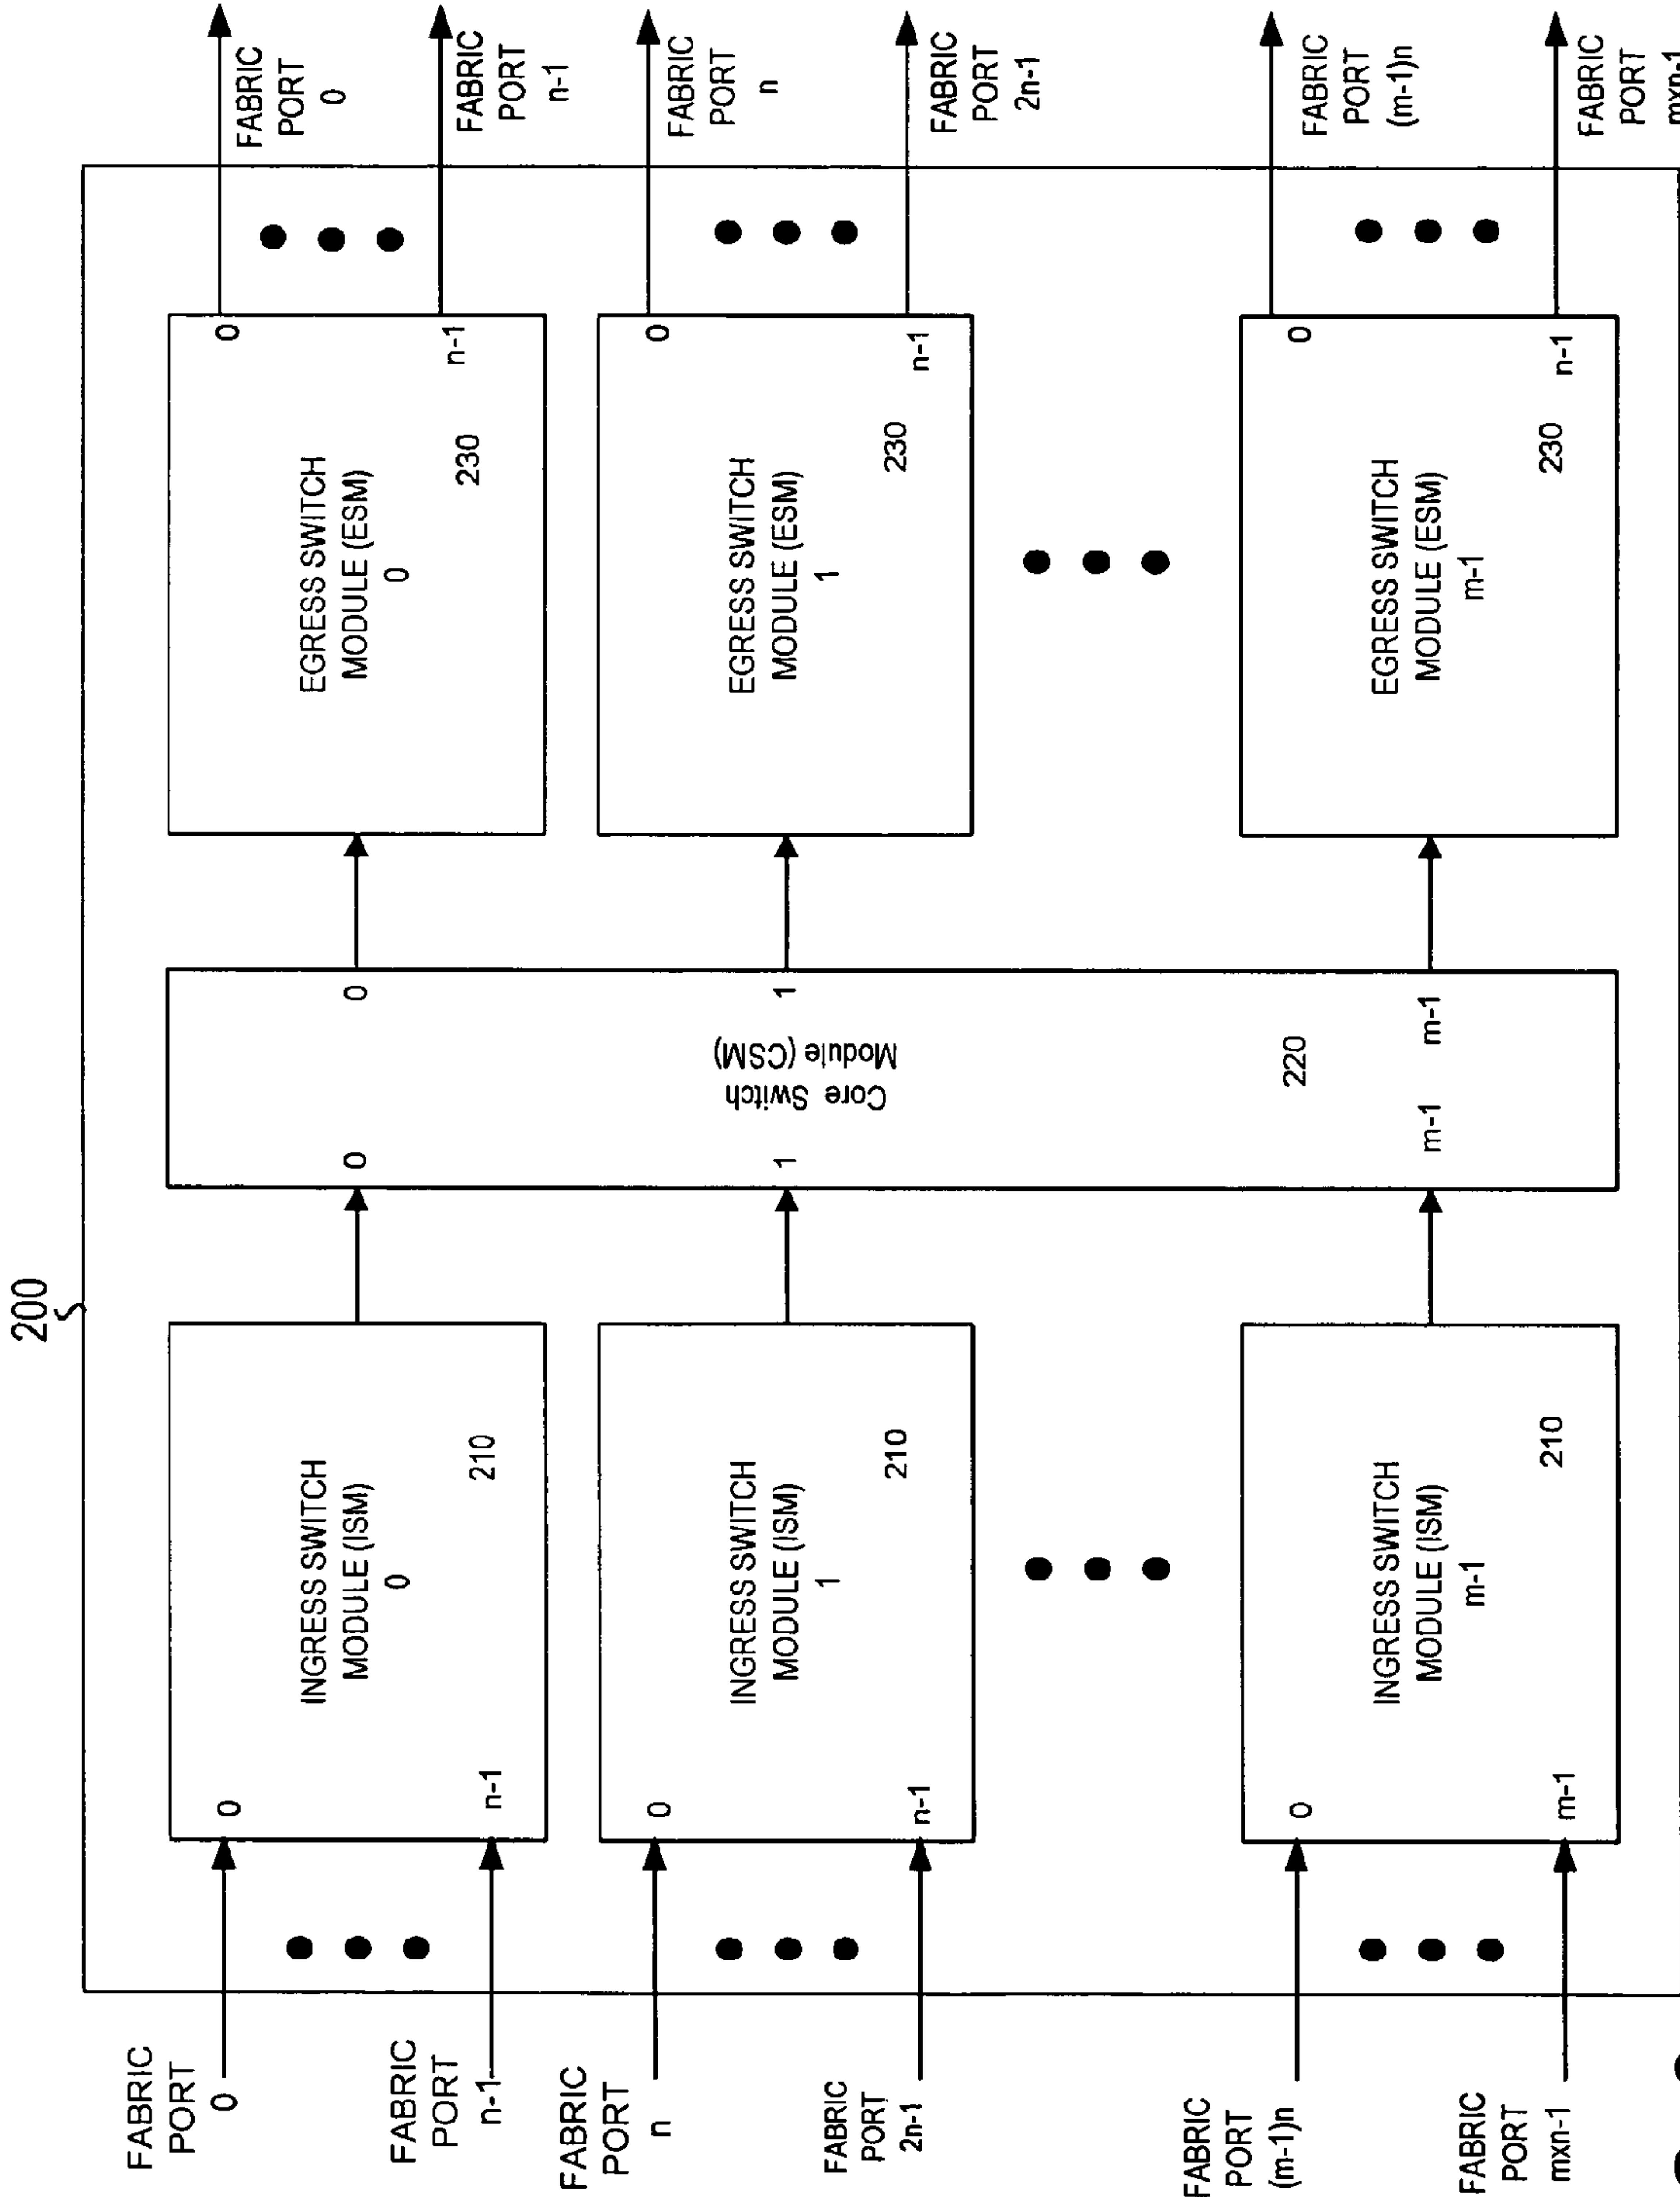 200
FABRIC
PORT
0
FABRIC
PORT
n-1
FABRIC
PORT
n
FABRIC
PORT
2n-1
FABRIC
PORT
(m-1)n
FABRIC
PORT
mxn-1
0
INGRESS SWITCH
MODULE (ISM)
0
210
n-1
0
INGRESS SWITCH
MODULE (ISM)
1
210
n-1
0
INGRESS SWITCH
MODULE (ISM)
m-1
210
m-1
0
0
1
1
Core Switch
Module (CSM)
220
m-1
m-1
EGRESS SWITCH
MODULE (ESM)
0
230
0
n-1
EGRESS SWITCH
MODULE (ESM)
1
230
0
n-1
EGRESS SWITCH
MODULE (ESM)
m-1
230
0
n-1
FABRIC
PORT
0
FABRIC
PORT
n-1
FABRIC
PORT
n
FABRIC
PORT
2n-1
FABRIC
PORT
(m-1)n
FABRIC
PORT
mxn-1